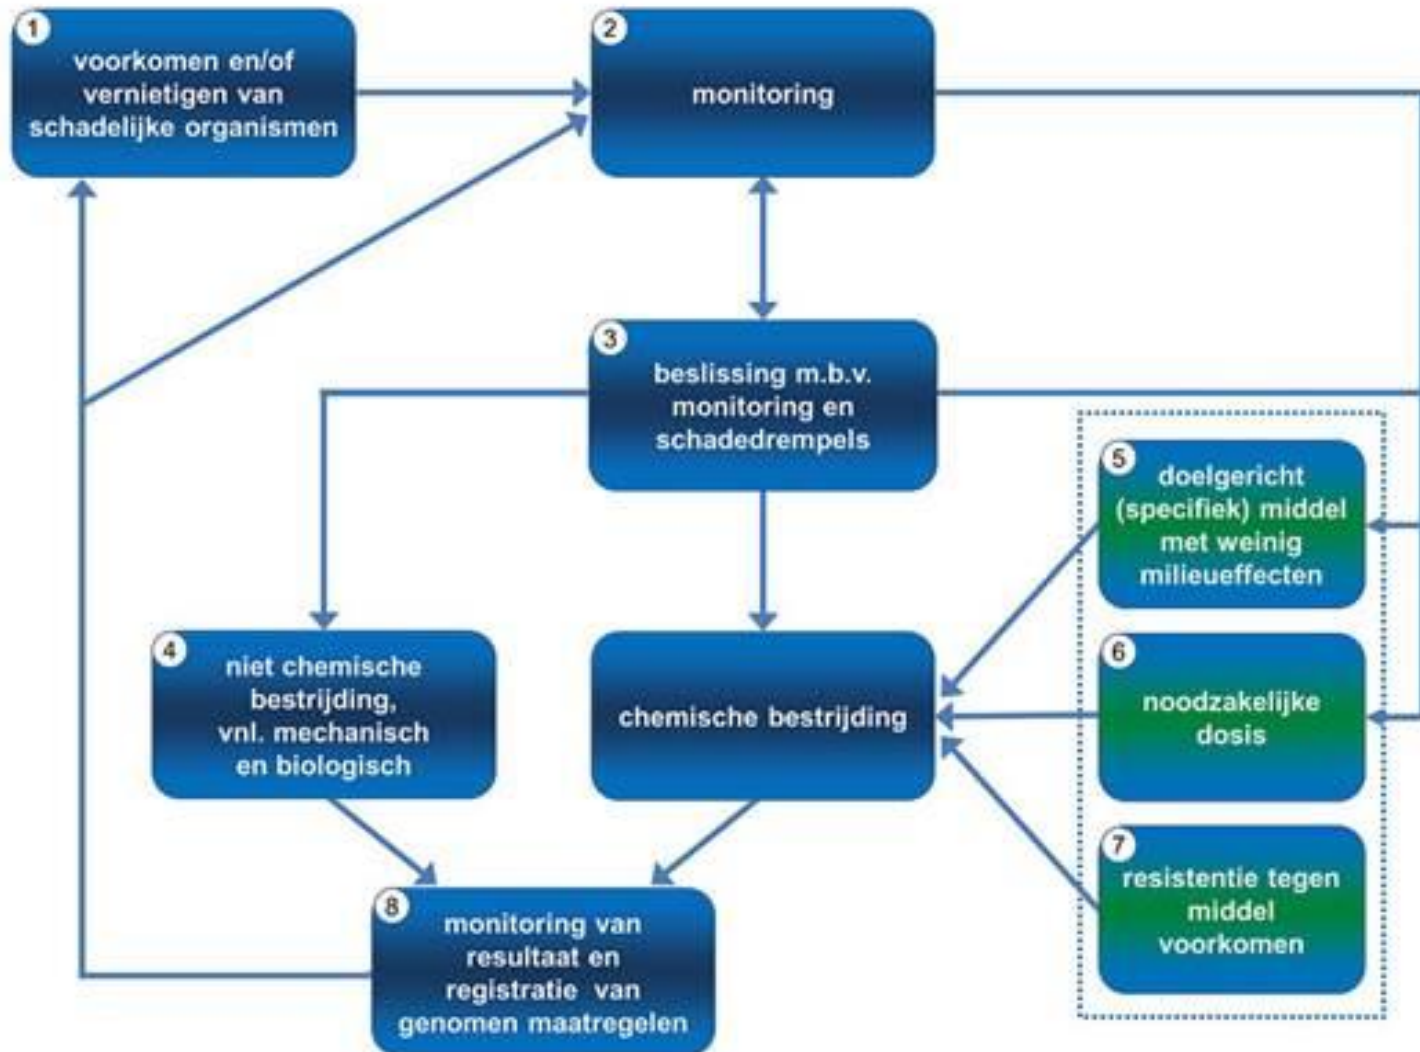 1
voorkomen en/of
vernietigen van
schadelijke organismen
2
monitoring
3
beslissing m.b.v.
monitoring en
schadedrempels
4
niet chemische
bestrijding,
vnl. mechanisch
en biologisch
chemische bestrijding
5
doelgericht
(specifiek) middel
met weinig
milieueffecten
6
noodzakelijke
dosis
7
resistentie tegen
middel
voorkomen
8
monitoring van
resultaat en
registratie van
genomen maatregelen